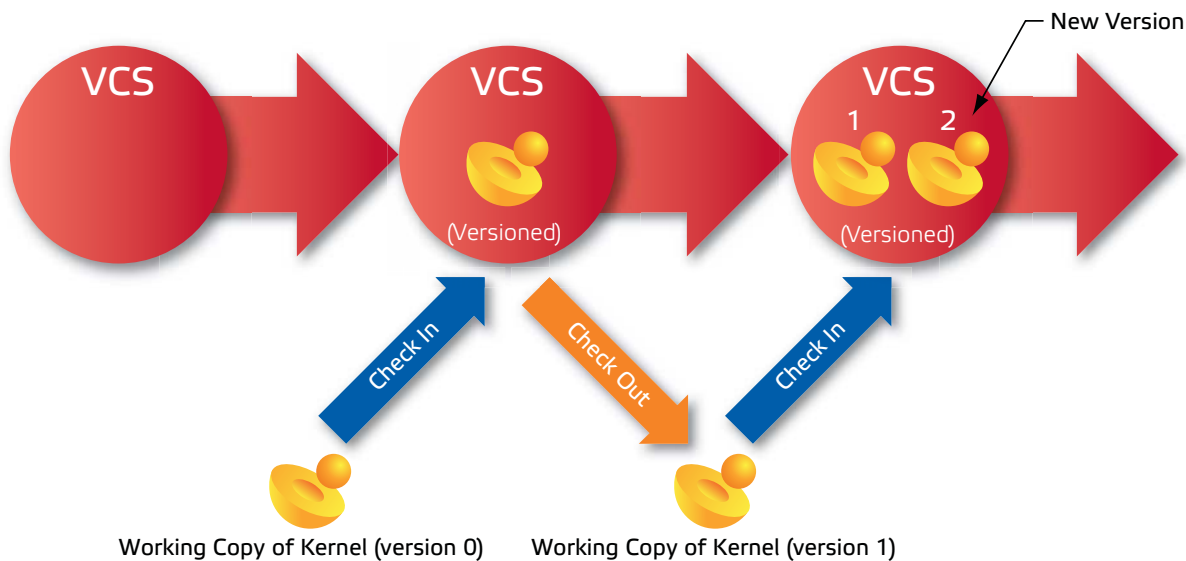 New Version
VCS
VCS
VCS
1 2
(Versioned)
(Versioned)
Check In
Check Out
Check In
Working Copy of Kernel (version 0)
Working Copy of Kernel (version 1)